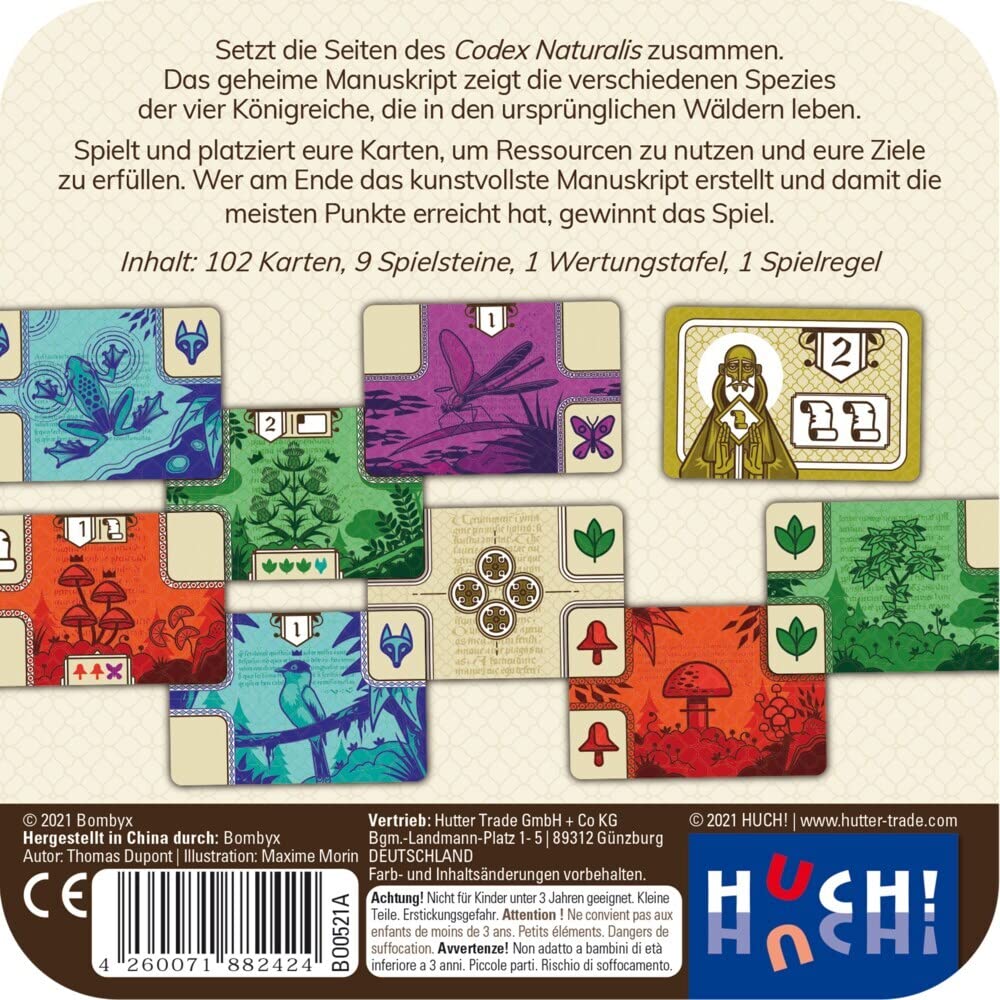 Setzt die Seiten des Codex Naturalis zusammen.
Das geheime Manuskript zeigt die verschiedenen Spezies
der vier Königreiche, die in den ursprünglichen Wäldern leben.
Spielt und platziert eure Karten, um Ressourcen zu nutzen und eure Ziele
zu erfüllen. Wer am Ende das kunstvollste Manuskript erstellt und damit die
meisten Punkte erreicht hat, gewinnt das Spiel.
Inhalt: 102 Karten, 9 Spielsteine, 1 Wertungstafel, 1 Spielregel
1
2
2
1
1
© 2021 Bombyx
Hergestellt in China durch: Bombyx
Autor: Thomas Dupont | Illustration: Maxime Morin
CE
4 260071 882424
B00521A
Vertrieb: Hutter Trade GmbH + Co KG
Bgm.-Landmann-Platz 1- 5 | 89312 Günzburg
DEUTSCHLAND
Farb- und Inhaltsänderungen vorbehalten.
Achtung! Nicht für Kinder unter 3 Jahren geeignet. Kleine
Teile. Erstickungsgefahr. Attention ! Ne convient pas aux
enfants de moins de 3 ans. Petits éléments. Dangers de
suffocation. Avvertenze! Non adatto a bambini di età
inferiore a 3 anni. Piccole parti. Rischio di soffocamento.
© 2021 HUCH! | www.hutter-trade.com
HUCH!